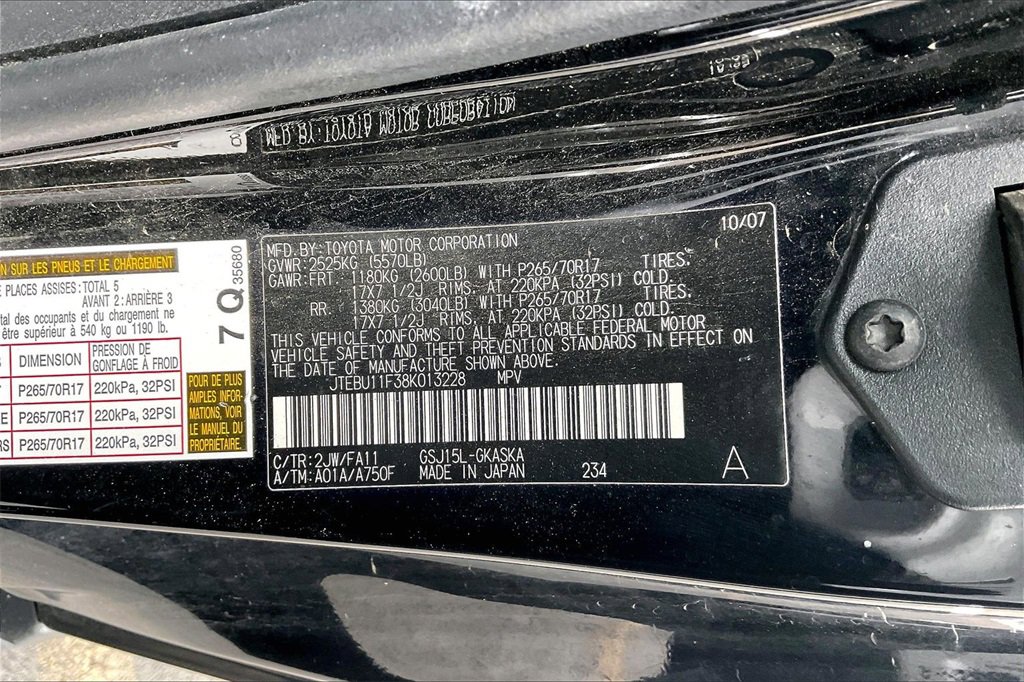 MFD BY: TOYOTA
10/07
MFD. BY: TOYOTA MOTOR CORPORATION
GVWR: 2525KG (5570LB)
GAWR: FRT. 1180KG (2600LB) WITH P265/70R17 TIRES.
17X7 1/2J RIMS. AT 220KPA (32PSI) COLD.
RR. 1380KG (3040LB) WITH P265/70R17 TIRES.
17X7 1/2J RIMS. AT 220KPA (32PSI) COLD.
THIS VEHICLE CONFORMS TO ALL APPLICABLE FEDERAL MOTOR
VEHICLE SAFETY AND THEFT PREVENTION STANDARDS IN EFFECT ON
THE DATE OF MANUFACTURE SHOWN ABOVE.
JTEBU11F38K013228 MPV
C/TR: 2JW/FA11 GSJ15L-GKASKA
A/TM: A01A/A750F MADE IN JAPAN 234 A
N SUR LES PNEUS ET LE CHARGEMENT
PLACES ASSISES: TOTAL 5
AVANT 2: ARRIÈRE 3
tal des occupants et du chargement ne
être supérieur à 540 kg ou 1190 lb.
DIMENSION PRESSION DE
GONFLAGE À FROID
P265/70R17 220kPa, 32PSI
P265/70R17 220kPa, 32PSI
RS P265/70R17 220kPa, 32PSI
POUR DE PLUS
AMPLES INFOR-
MATIONS, VOIR
LE MANUEL DU
PROPRIÉTAIRE.
7 Q 35680